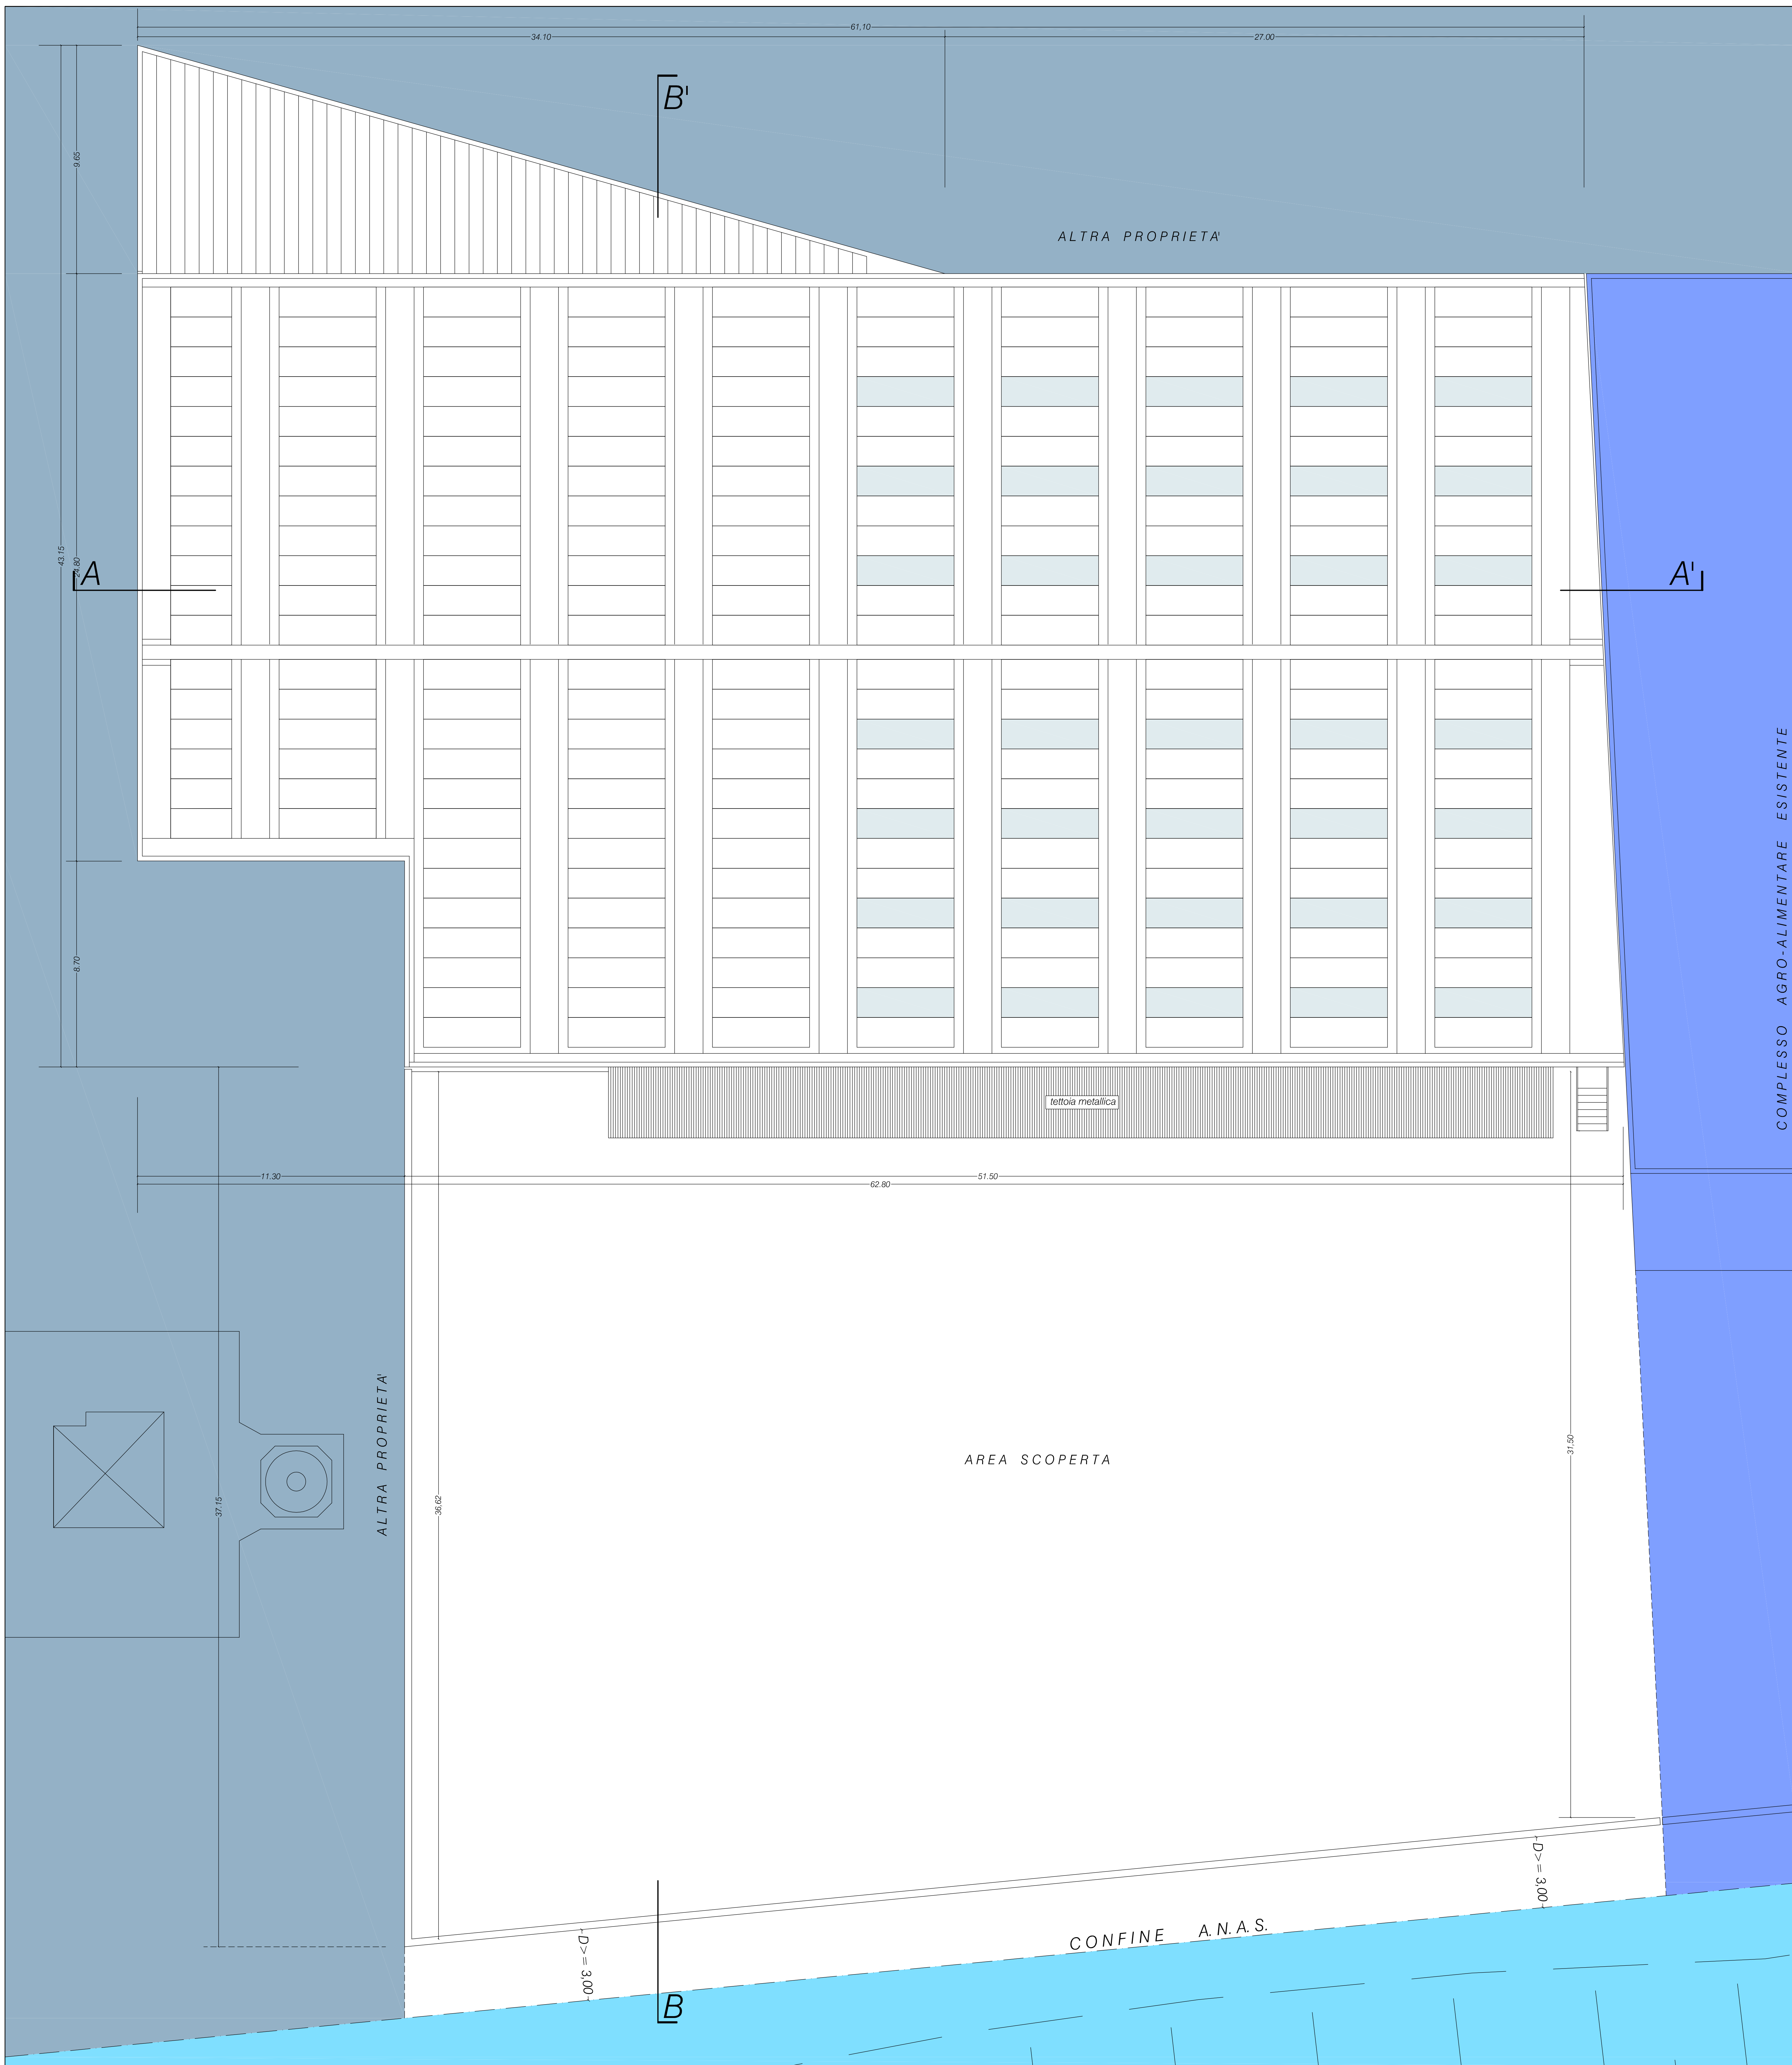 61,10
34.10
27.00
B'
9.65
ALTRA PROPRIETA'
43.15
24.80
A
A'
COMPLESSO AGRO-ALIMENTARE ESISTENTE
8.70
tettoia metallica
11.30
51.50
62.80
ALTRA PROPRIETA'
AREA SCOPERTA
31,50
37.15
36.62
D>=3,00
D>=3,00
CONFINE A.N.A.S.
B